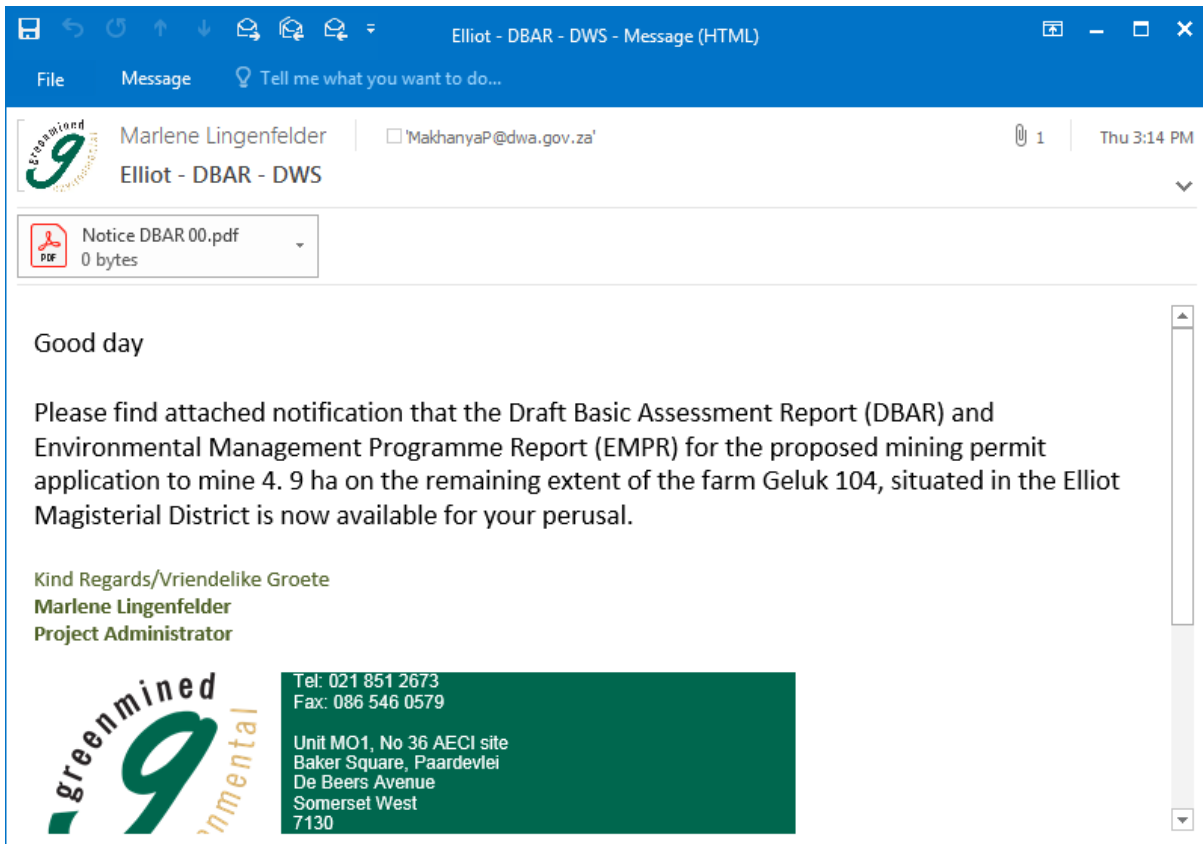 Elliot - DBAR - DWS - Message (HTML)
File Message Tell me what you want to do...
greenmined
Marlene Lingenfelder 'MakhanyaP@dwa.gov.za' 1 Thu 3:14 PM
Elliot - DBAR - DWS
PDF
Notice DBAR 00.pdf
0 bytes
Good day
Please find attached notification that the Draft Basic Assessment Report (DBAR) and
Environmental Management Programme Report (EMPR) for the proposed mining permit
application to mine 4. 9 ha on the remaining extent of the farm Geluk 104, situated in the Elliot
Magisterial District is now available for your perusal.
Kind Regards/Vriendelike Groete
Marlene Lingenfelder
Project Administrator
greenmined
nmental
Tel: 021 851 2673
Fax: 086 546 0579
Unit MO1, No 36 AECI site
Baker Square, Paardevlei
De Beers Avenue
Somerset West
7130